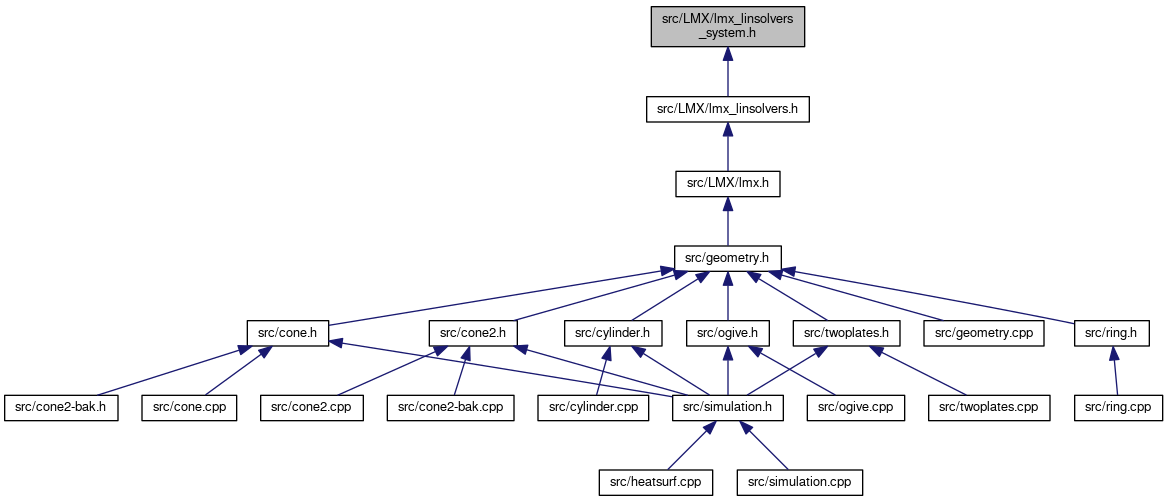 src/LMX/lmx_linsolvers
_system.h
src/LMX/lmx_linsolvers.h
src/LMX/lmx.h
src/geometry.h
src/cone.h
src/cone2.h
src/cylinder.h
src/ogive.h
src/twoplates.h
src/geometry.cpp
src/ring.h
src/cone2-bak.h
src/cone.cpp
src/cone2.cpp
src/cone2-bak.cpp
src/cylinder.cpp
src/simulation.h
src/ogive.cpp
src/twoplates.cpp
src/ring.cpp
src/heatsurf.cpp
src/simulation.cpp